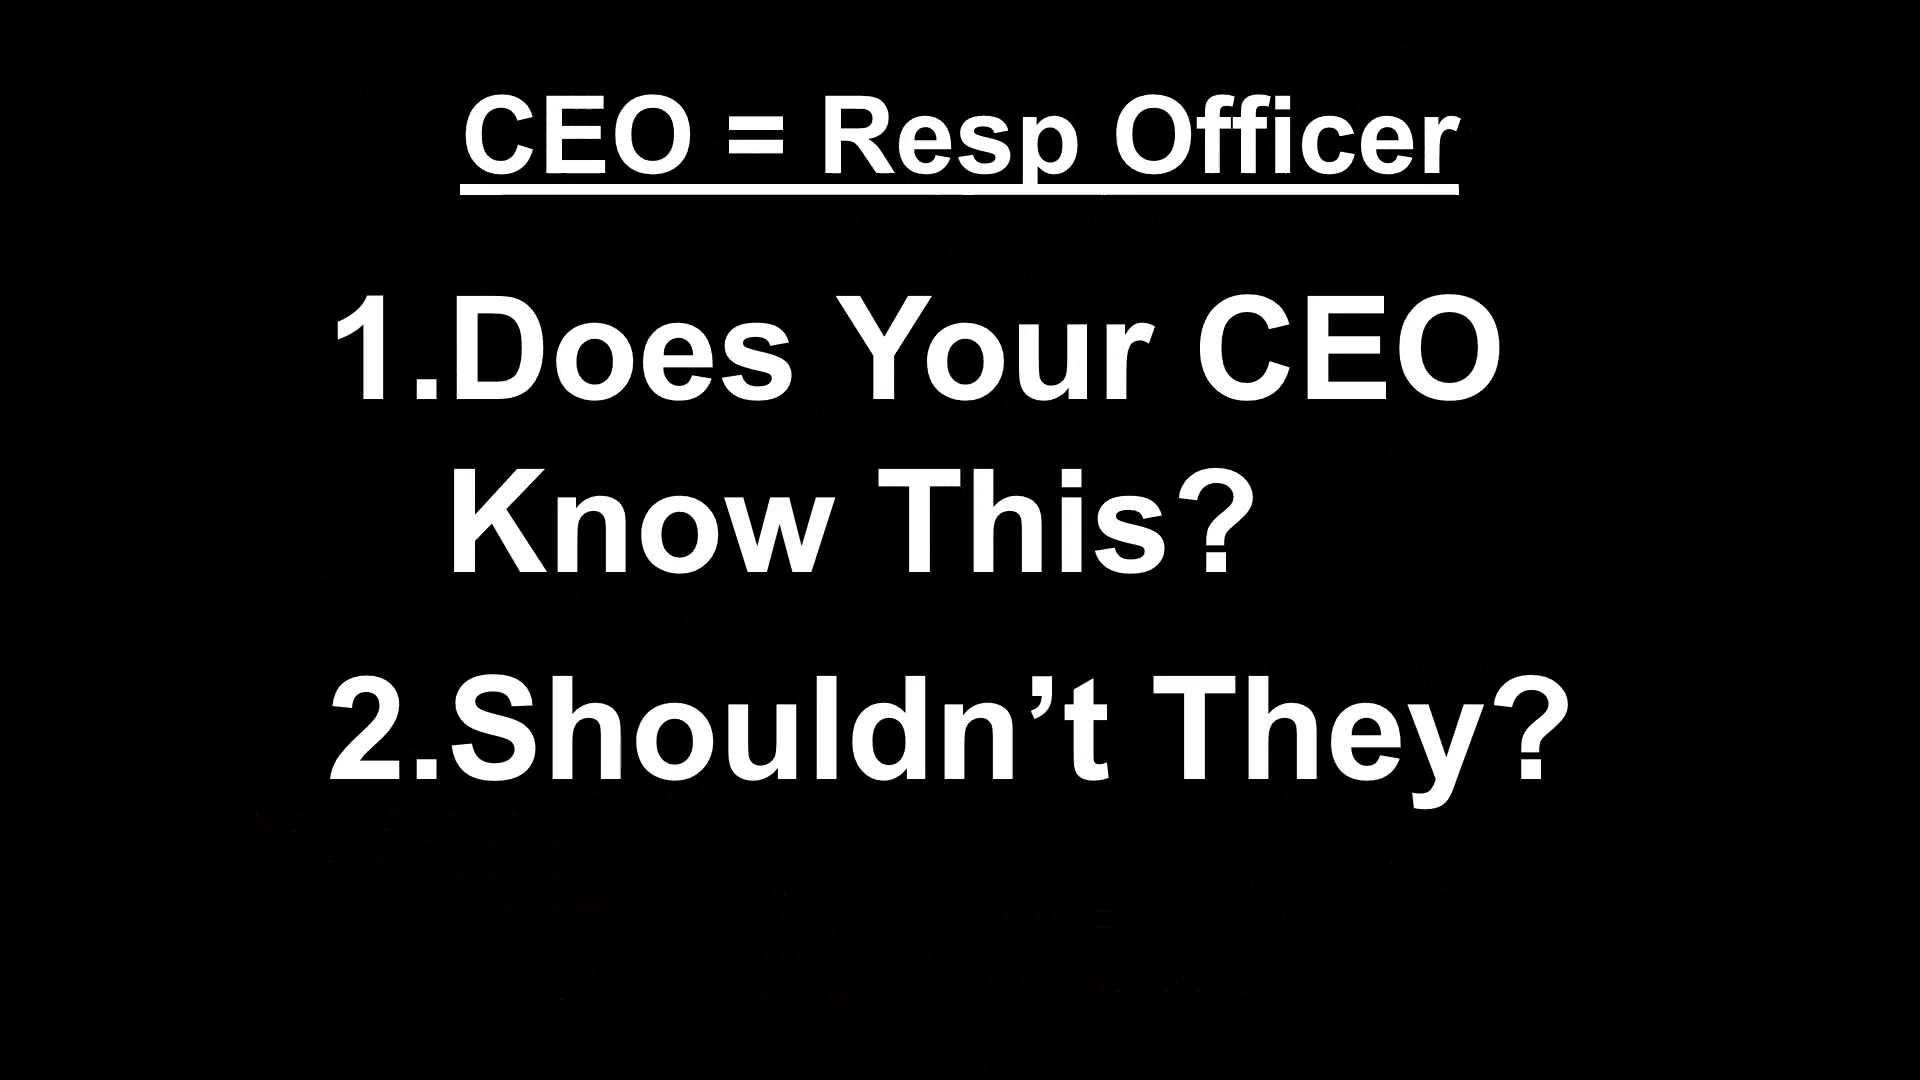 CEO = Resp Officer
1.Does Your CEO
Know This?
2.Shouldn’t They?